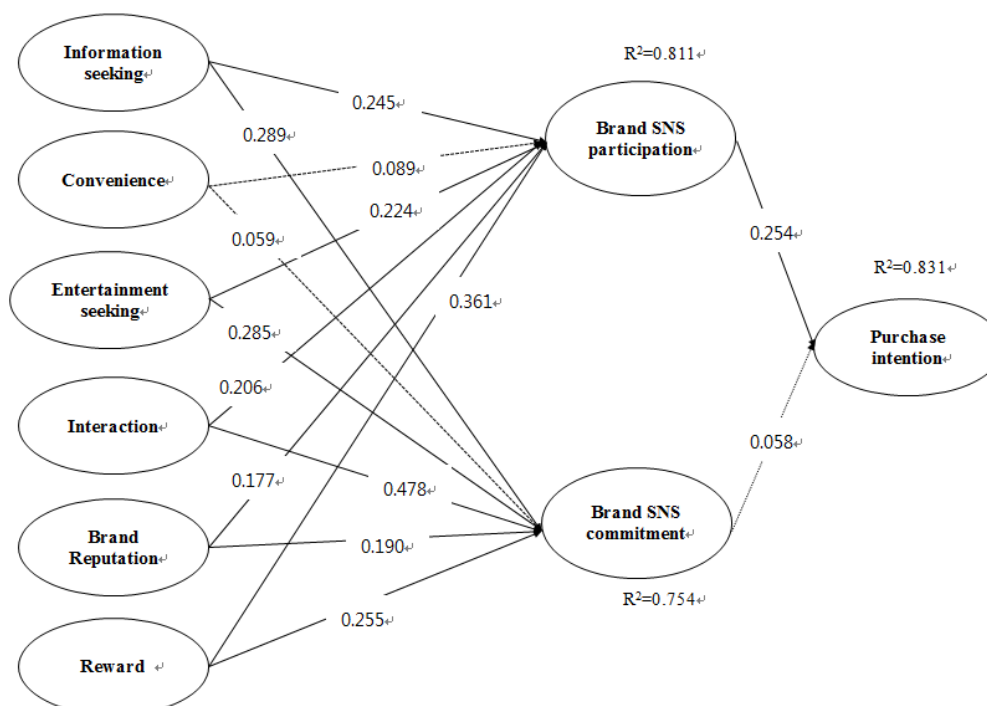 Information
seeking
R²=0.811
0.245
Brand SNS
participation
0.289
Convenience
0.089
0.224
0.059
0.254
R²=0.831
Entertainment
seeking
0.361
0.285
Purchase
intention
0.206
Interaction
0.058
0.177
0.478
Brand SNS
commitment
Brand
Reputation
0.190
R²=0.754
0.255
Reward